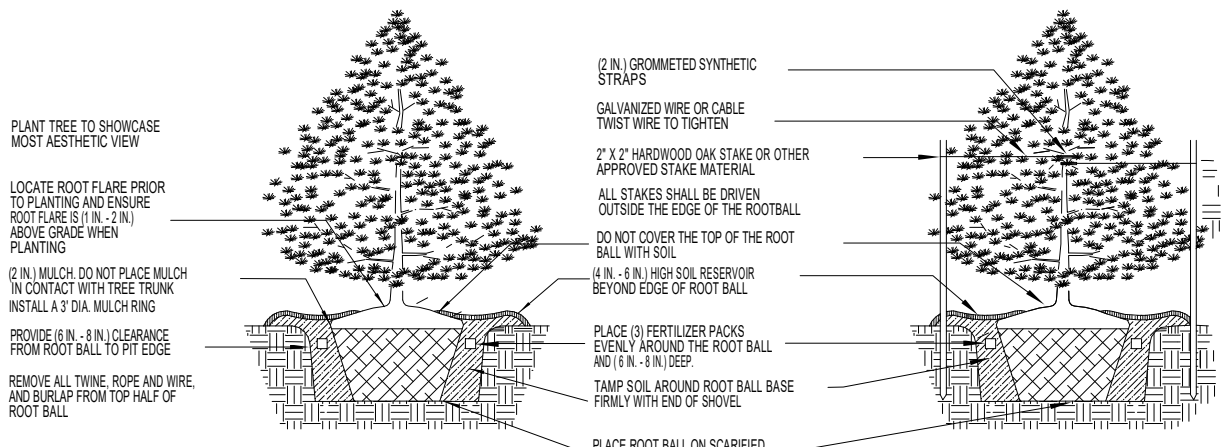 PLANT TREE TO SHOWCASE
MOST AESTHETIC VIEW
LOCATE ROOT FLARE PRIOR
TO PLANTING AND ENSURE
ROOT FLARE IS (1 IN. - 2 IN.)
ABOVE GRADE WHEN
PLANTING
(2 IN.) MULCH. DO NOT PLACE MULCH
IN CONTACT WITH TREE TRUNK
INSTALL A 3' DIA. MULCH RING
PROVIDE (6 IN. - 8 IN.) CLEARANCE
FROM ROOT BALL TO PIT EDGE
REMOVE ALL TWINE, ROPE AND WIRE,
AND BURLAP FROM TOP HALF OF
ROOT BALL
(2 IN.) GROMMETED SYNTHETIC
STRAPS
GALVANIZED WIRE OR CABLE
TWIST WIRE TO TIGHTEN
2" X 2" HARDWOOD OAK STAKE OR OTHER
APPROVED STAKE MATERIAL
ALL STAKES SHALL BE DRIVEN
OUTSIDE THE EDGE OF THE ROOTBALL
DO NOT COVER THE TOP OF THE ROOT
BALL WITH SOIL
(4 IN. - 6 IN.) HIGH SOIL RESERVOIR
BEYOND EDGE OF ROOT BALL
PLACE (3) FERTILIZER PACKS
EVENLY AROUND THE ROOT BALL
AND ( 6 IN. - 8 IN.) DEEP.
TAMP SOIL AROUND ROOT BALL BASE
FIRMLY WITH END OF SHOVEL
PLACE ROOT BALL ON SCARIFIED